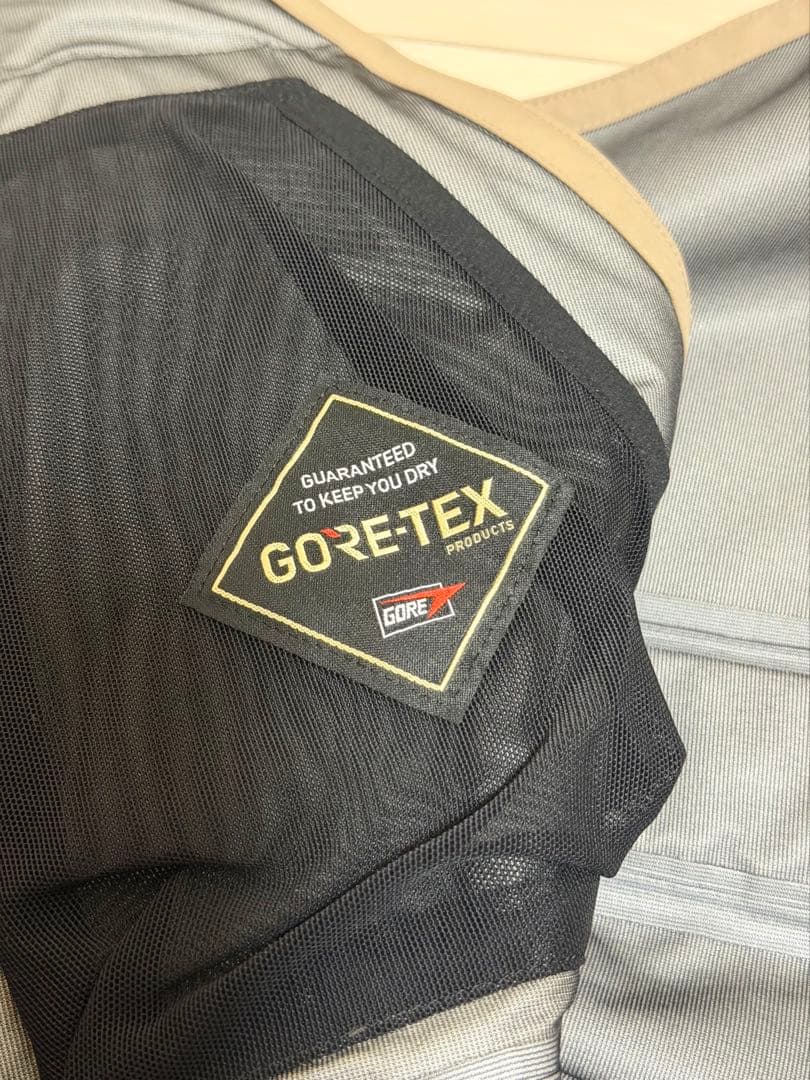 GUARANTEED
TO KEEP YOU DRY
GORE-TEX
PRODUCTS
GORE